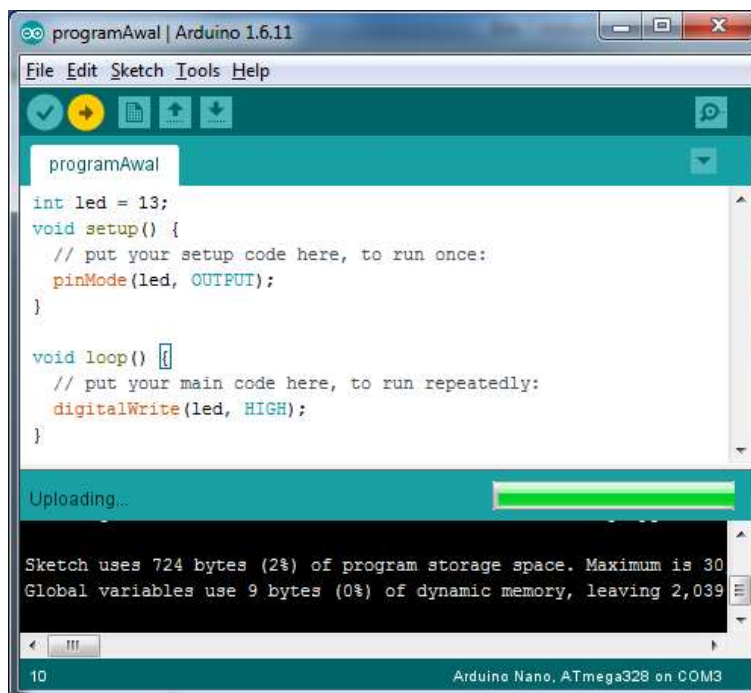 programAwal | Arduino 1.6.11
File Edit Sketch Tools Help
programAwal
int led = 13;
void setup() {
  // put your setup code here, to run once:
  pinMode(led, OUTPUT);
}
void loop() {
  // put your main code here, to run repeatedly:
  digitalWrite(led, HIGH);
}
Uploading...
Sketch uses 724 bytes (2%) of program storage space. Maximum is 30
Global variables use 9 bytes (0%) of dynamic memory, leaving 2,039
10 Arduino Nano, ATmega328 on COM3